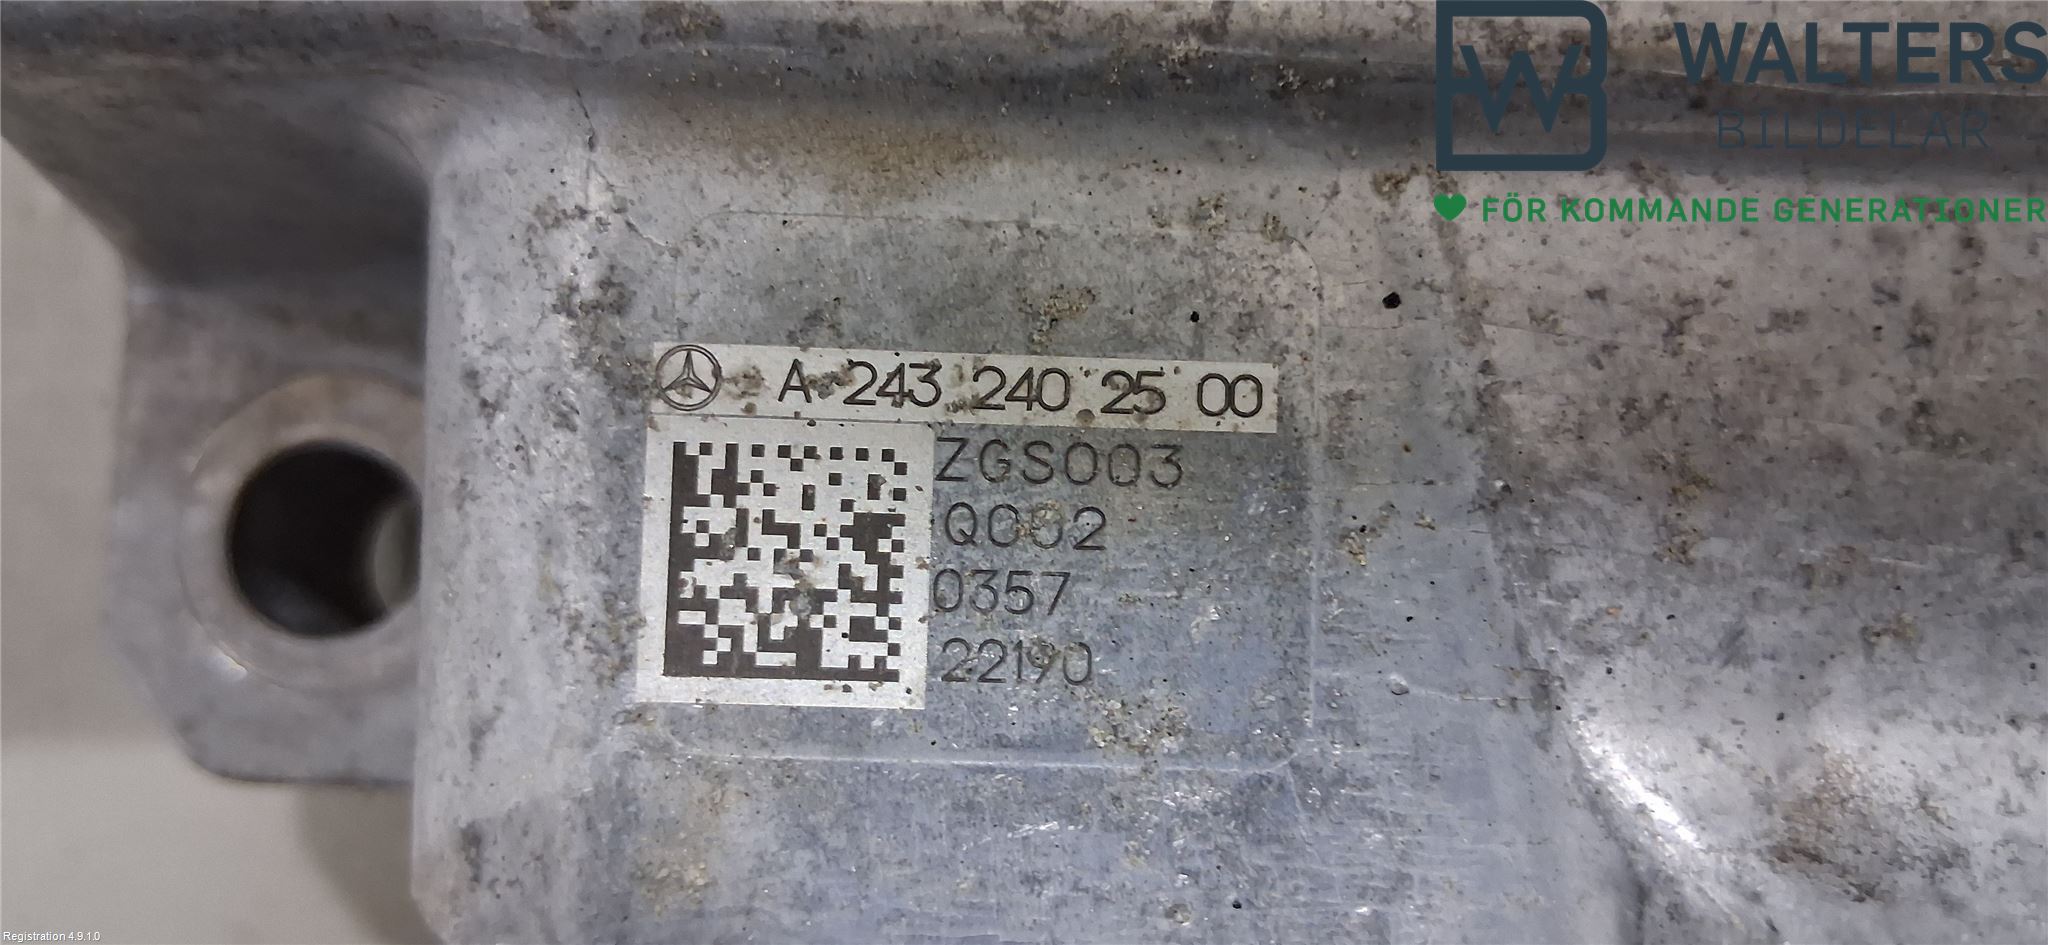 WALTERS
BILDELAR
FÖR KOMMANDE GENERATIONER
A 243 240 25 00
ZGS003
Q002
0357
22190
Registration 4.9.1.0